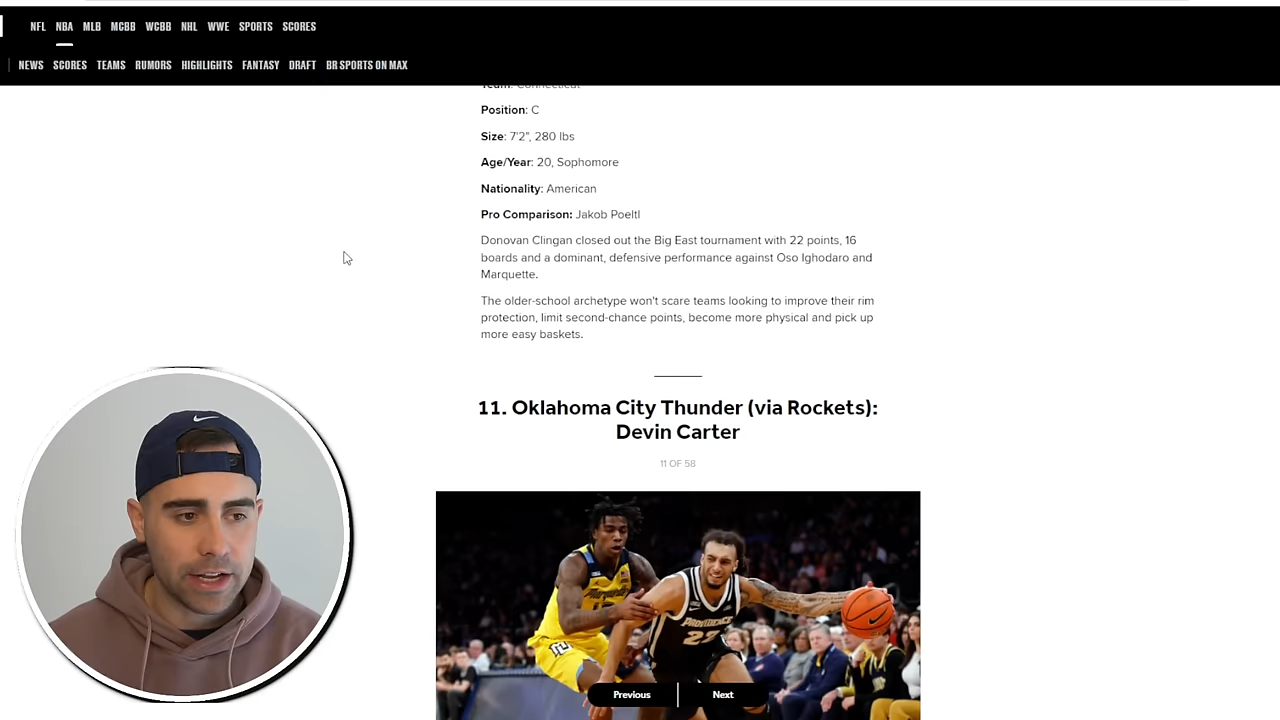 NFL NBA MLB MCBB WCBB NHL WWE SPORTS SCORES
NEWS SCORES TEAMS RUMORS HIGHLIGHTS FANTASY DRAFT BR SPORTS ON MAX
Team: Connecticut
Position: C
Size: 7'2", 280 lbs
Age/Year: 20, Sophomore
Nationality: American
Pro Comparison: Jakob Poeltl
Donovan Clingan closed out the Big East tournament with 22 points, 16
boards and a dominant, defensive performance against Oso Ighodaro and
Marquette.
The older-school archetype won't scare teams looking to improve their rim
protection, limit second-chance points, become more physical and pick up
more easy baskets.
11. Oklahoma City Thunder (via Rockets):
Devin Carter
11 OF 58
PROVIDENCE
22
Previous
Next